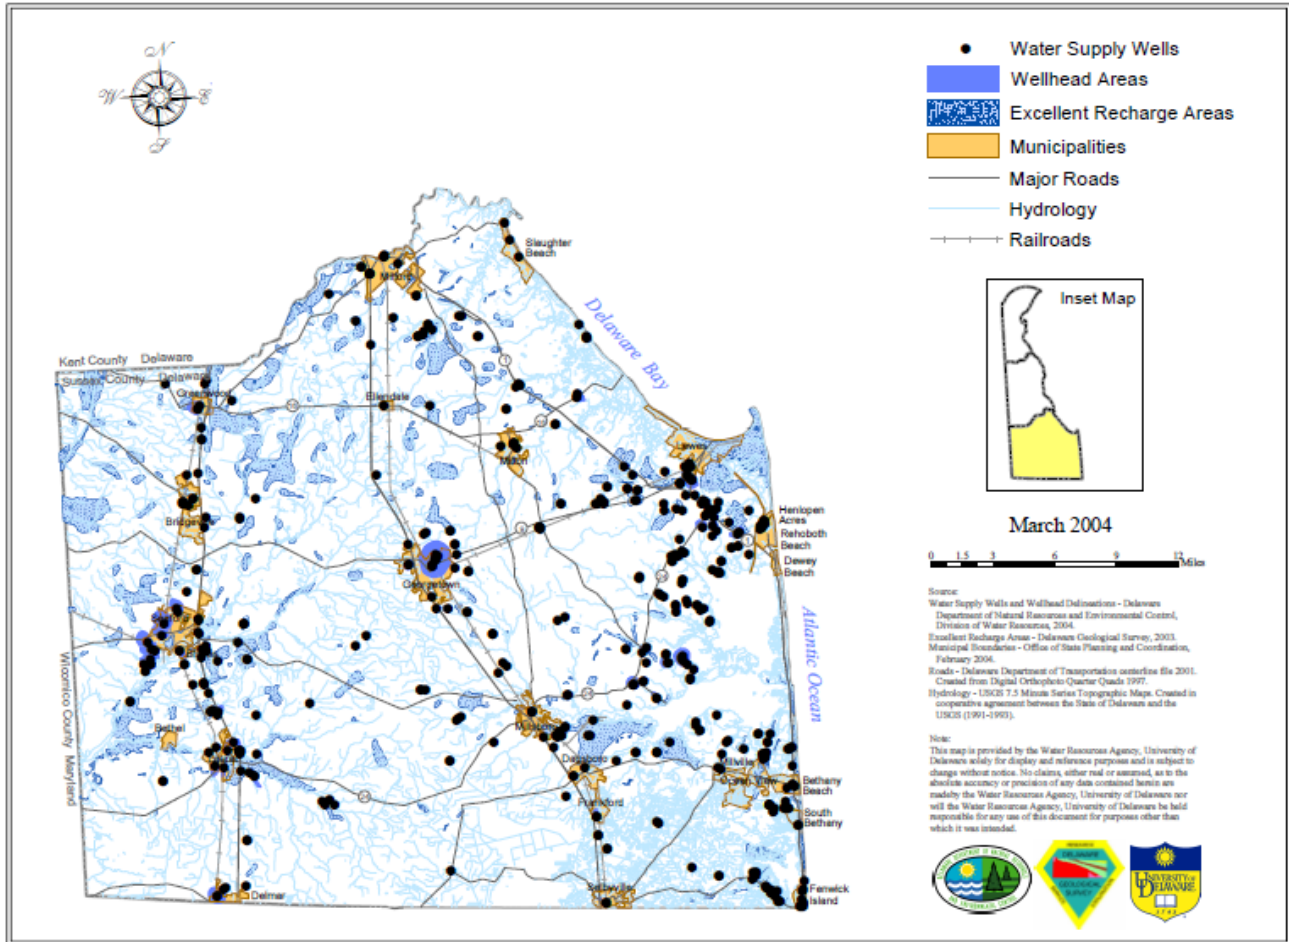 N
W
E
S
Water Supply Wells
Wellhead Areas
Excellent Recharge Areas
Municipalities
Major Roads
Hydrology
Railroads
Inset Map
March 2004
0 1.5 3 6 9 12
Miles
Source:
Water Supply Wells and Wellhead Delineations - Delaware
Department of Natural Resources and Environmental Control,
Division of Water Resources, 2004.
Excellent Recharge Areas - Delaware Geological Survey, 2003.
Municipal Boundaries - Office of State Planning and Coordination,
February 2004.
Roads - Delaware Department of Transportation centerline file 2001.
Created from Digital Orthophoto Quarter Quads 1997.
Hydrology - USGS 7.5 Minute Series Topographic Maps. Created in
cooperative agreement between the State of Delaware and the
USGS (1991-1993).
Note:
This map is provided by the Water Resources Agency, University of
Delaware solely for display and reference purposes and is subject to
change without notice. No claims, either real or assumed, as to the
absolute accuracy or precision of any data contained herein are
madeby the Water Resources Agency, University of Delaware nor
will the Water Resources Agency, University of Delaware be held
responsible for any use of this document for purposes other than
which it was intended.
Slaughter
Beach
Milford
Delaware Bay
Kent County Delaware
Sussex County Delaware
Greenwood
Ellendale
1
Milton
Lewes
Bridgeville
Henlopen
Acres
Rehoboth
Beach
Dewey
Beach
9
1
Georgetown
Atlantic Ocean
Wicomico County Maryland
24
Bethel
Millsboro
Dagsboro
Millville
Ocean View
Bethany
Beach
Frankford
South
Bethany
24
Delmer
Selbyville
Fenwick
Island
DELAWARE
GEOLOGICAL
SURVEY
UNIVERSITY OF
DELAWARE
1743